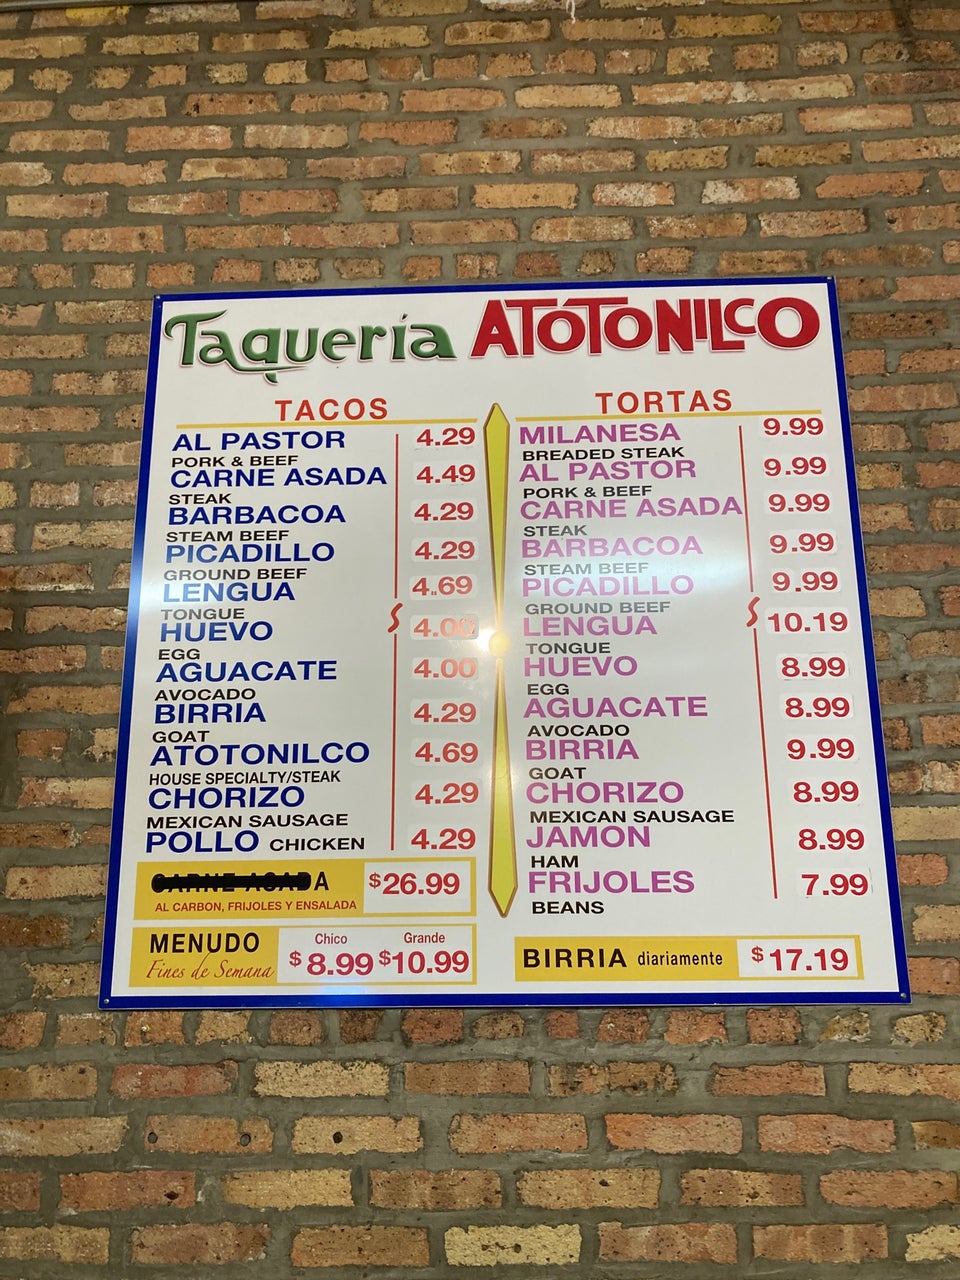 Taquería ATOTONILCO
TACOS
AL PASTOR 4.29
PORK & BEEF
CARNE ASADA 4.49
STEAK
BARBACOA 4.29
STEAM BEEF
PICADILLO 4.29
GROUND BEEF
LENGUA 4.69
TONGUE
HUEVO 4.00
EGG
AGUACATE 4.00
AVOCADO
BIRRIA 4.29
GOAT
ATOTONILCO 4.69
HOUSE SPECIALTY/STEAK
CHORIZO 4.29
MEXICAN SAUSAGE
POLLO CHICKEN 4.29
CARNE ASADA $26.99
AL CARBON, FRIJOLES Y ENSALADA
MENUDO Chico Grande
Fines de Semana $8.99 $10.99
TORTAS
MILANESA 9.99
BREADED STEAK
AL PASTOR 9.99
PORK & BEEF
CARNE ASADA 9.99
STEAK
BARBACOA 9.99
STEAM BEEF
PICADILLO 9.99
GROUND BEEF
LENGUA 10.19
TONGUE
HUEVO 8.99
EGG
AGUACATE 8.99
AVOCADO
BIRRIA 9.99
GOAT
CHORIZO 8.99
MEXICAN SAUSAGE
JAMON 8.99
HAM
FRIJOLES 7.99
BEANS
BIRRIA diariamente $17.19